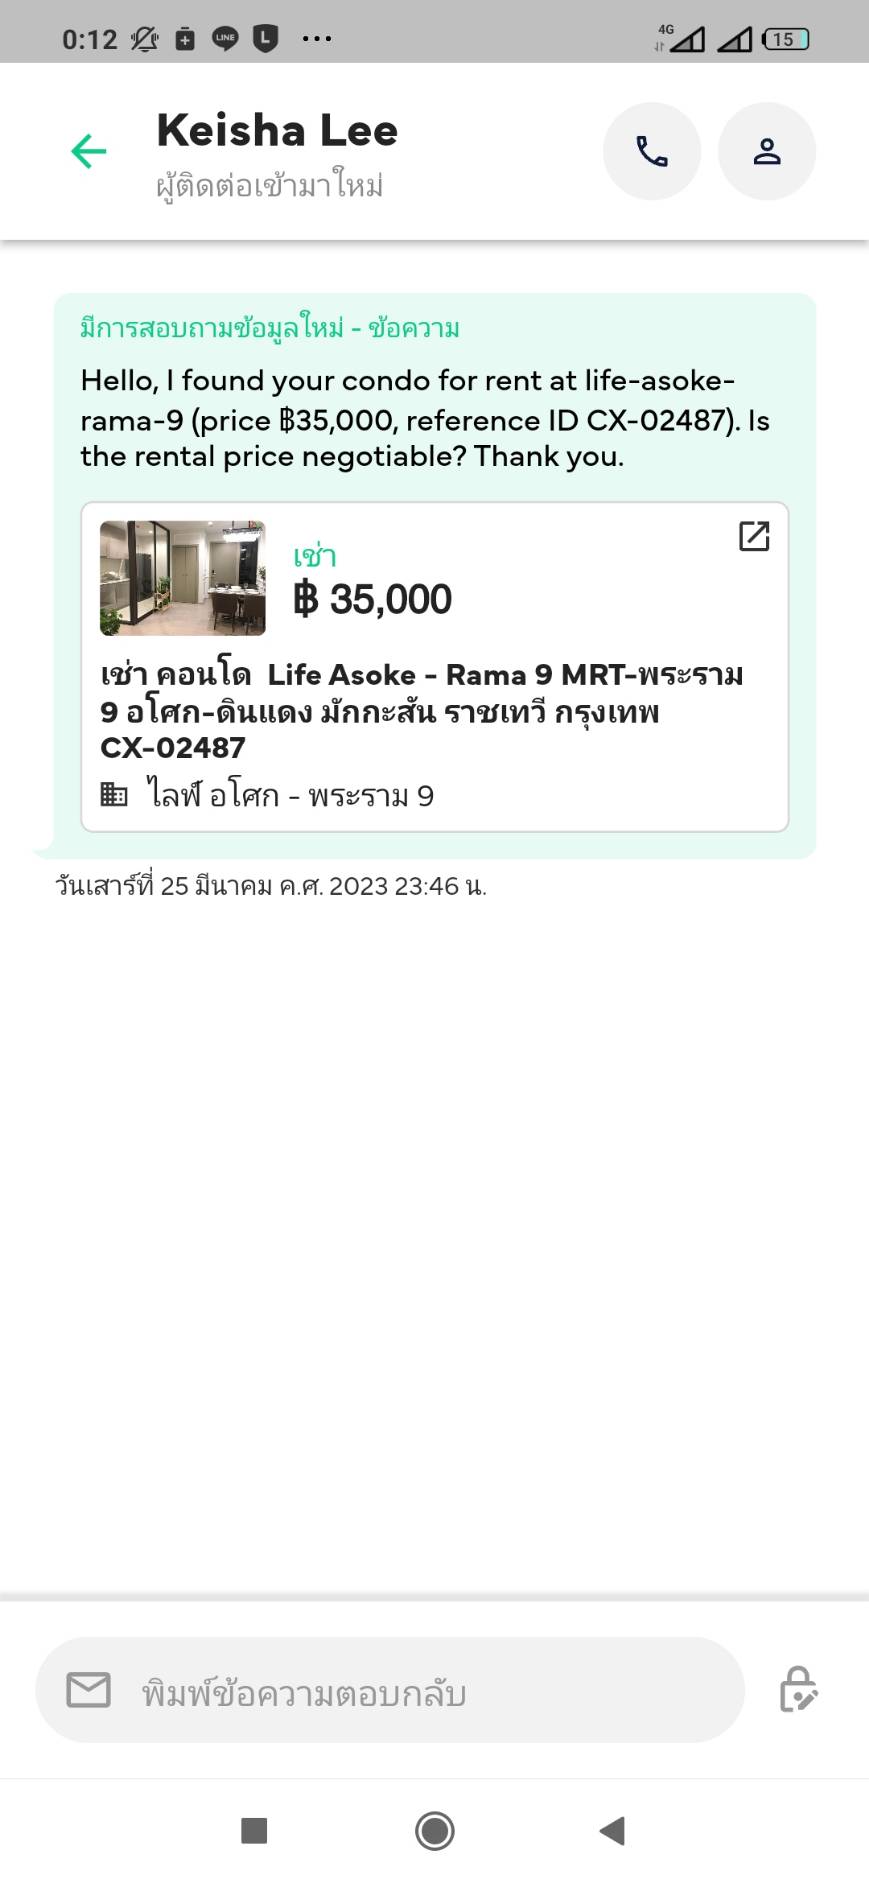 0:12
LINE
L
4G
15
Keisha Lee
ผู้ติดต่อเข้ามาใหม่
มีการสอบถามข้อมูลใหม่ - ข้อความ
Hello, I found your condo for rent at life-asoke-
rama-9 (price ฿35,000, reference ID CX-02487). Is
the rental price negotiable? Thank you.
เช่า
฿ 35,000
เช่า คอนโด  Life Asoke - Rama 9 MRT-พระราม
9 อโศก-ดินแดง มักกะสัน ราชเทวี กรุงเทพ
CX-02487
ไลฟ์ อโศก - พระราม 9
วันเสาร์ที่ 25 มีนาคม ค.ศ. 2023 23:46 น.
พิมพ์ข้อความตอบกลับ